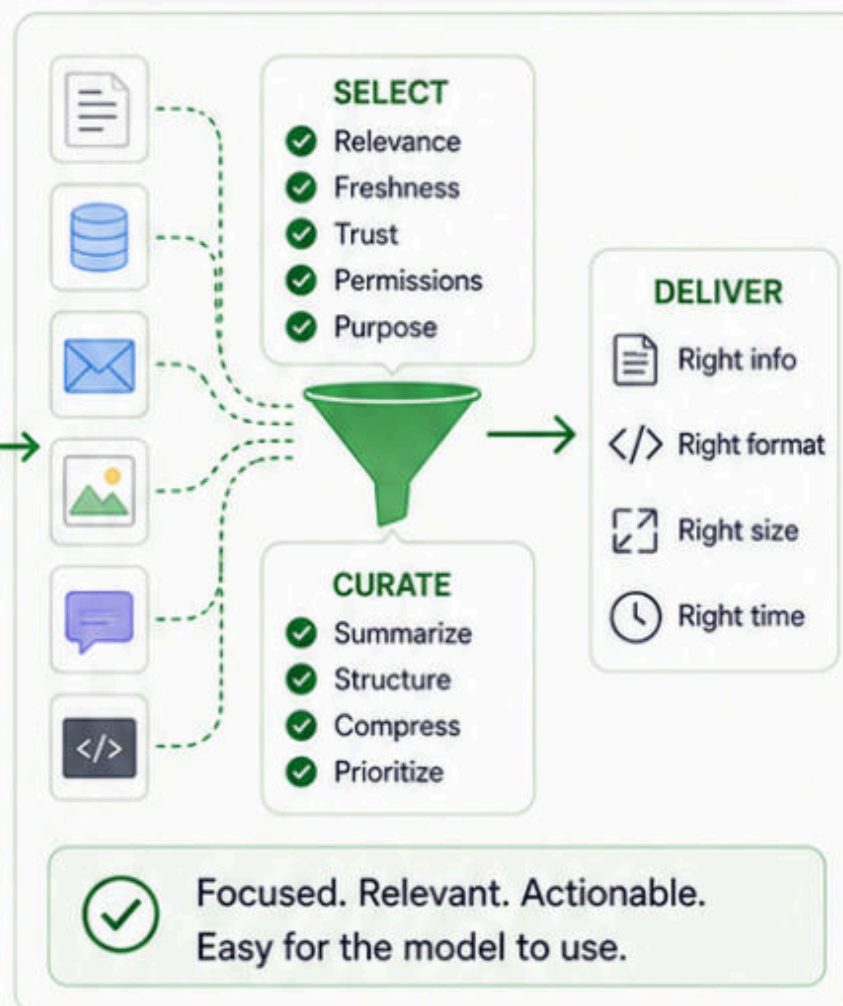 SELECT
Relevance
Freshness
Trust
Permissions
Purpose
CURATE
Summarize
Structure
Compress
Prioritize
DELIVER
Right info
</> Right format
Right size
Right time
</>
Focused. Relevant. Actionable.
Easy for the model to use.